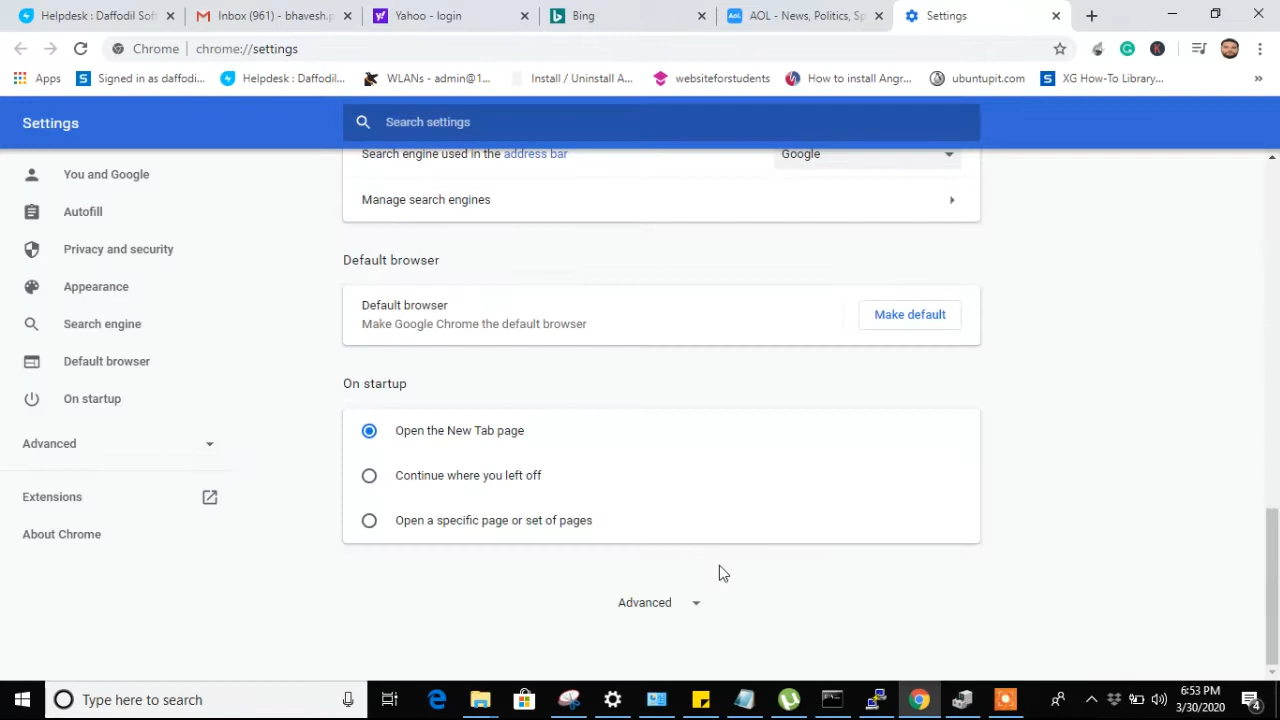 Helpdesk : Daffodil Soft
Inbox (961) - bhavesh.p
Yahoo - login
Bing
AOL - News, Politics, Sp
Settings
Chrome | chrome://settings
Apps
Signed in as daffodi...
Helpdesk : Daffodil...
WLANs - admin@1...
Install / Uninstall A...
websiteforstudents
How to install Angr...
ubuntupit.com
XG How-To Library...
»
Settings
Search settings
You and Google
Autofill
Privacy and security
Appearance
Search engine
Default browser
On startup
Advanced
Extensions
About Chrome
Search engine used in the address bar
Google
Manage search engines
Default browser
Default browser
Make Google Chrome the default browser
Make default
On startup
Open the New Tab page
Continue where you left off
Open a specific page or set of pages
Advanced
Type here to search
6:53 PM
3/30/2020
4